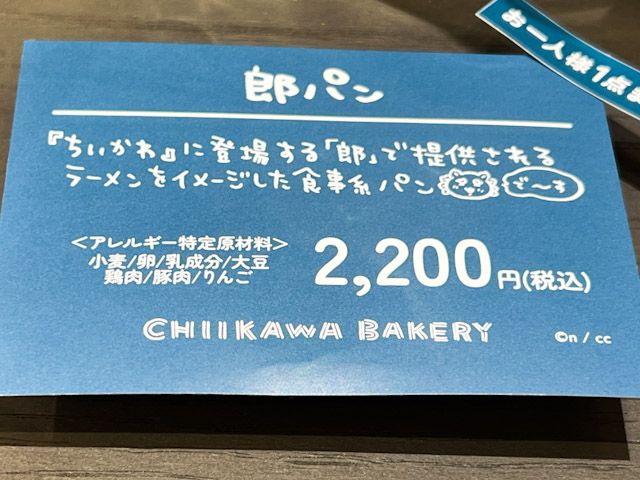 お一人様1点
郎パン
『ちいかわ』に登場する「郎」で提供される
ラーメンをイメージした食事系パン
で〜す
<アレルギー特定原材料>
小麦/卵/乳成分/大豆
鶏肉/豚肉/りんご
2,200円(税込)
CHIIKAWA BAKERY
©n / cc